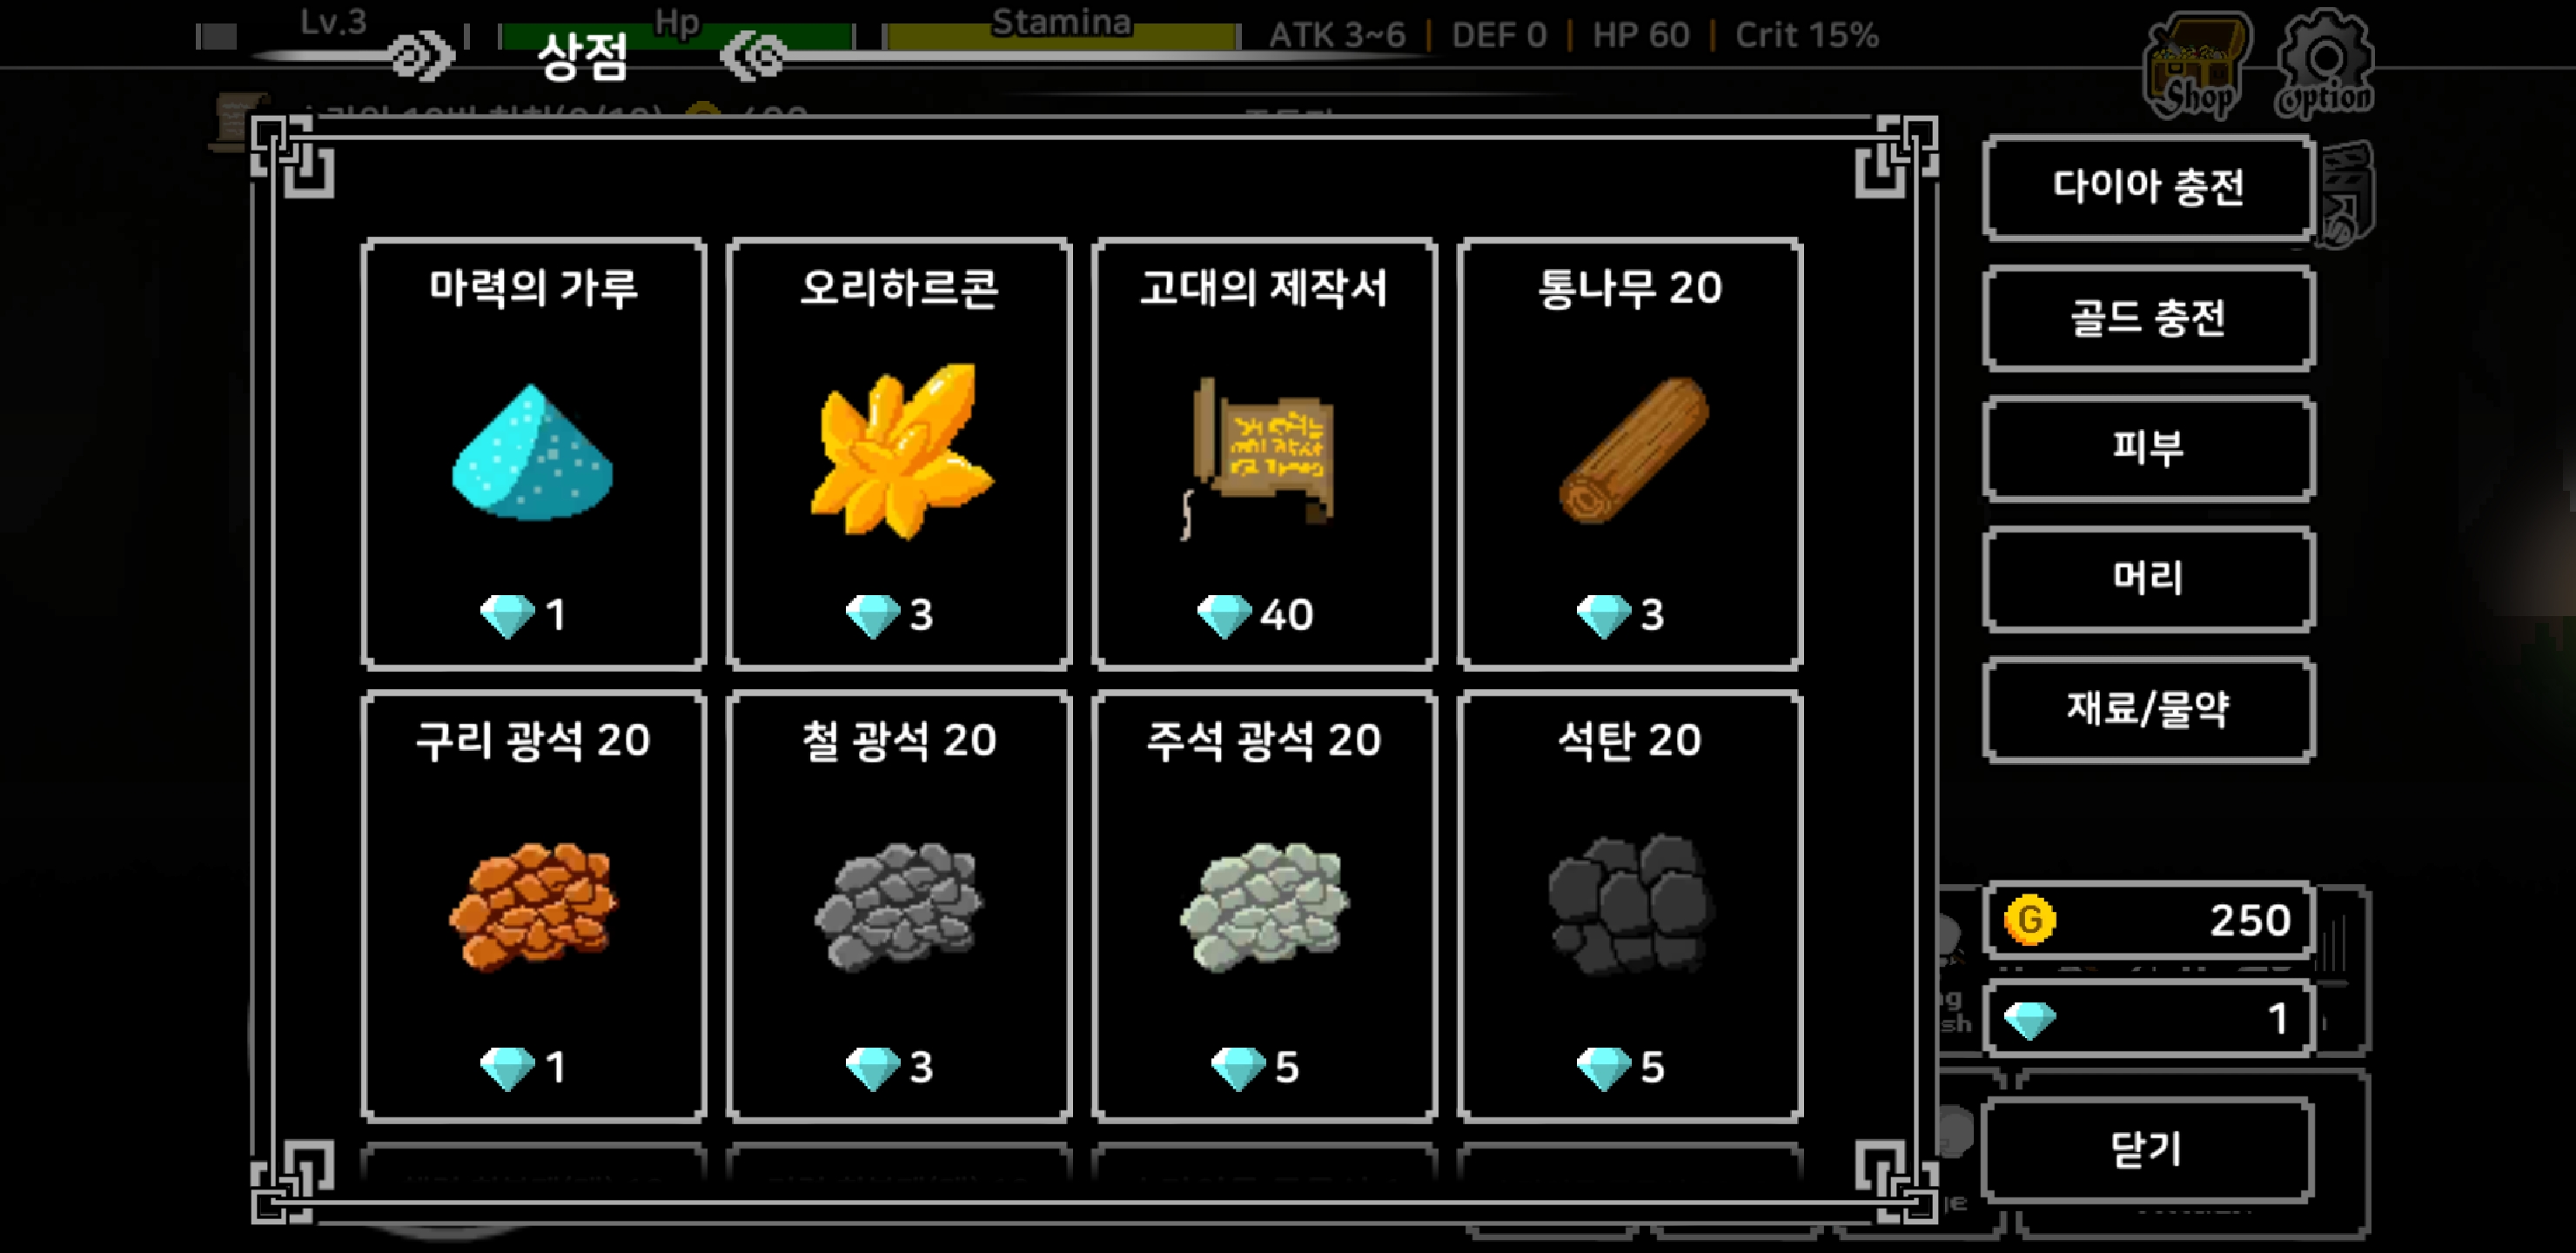 Lv.3
Hp
Stamina
ATK 3~6 | DEF 0 | HP 60 | Crit 15%
상점
Shop
Option
다이아 충전
골드 충전
피부
머리
재료/물약
마력의 가루
1
오리하르콘
3
고대의 제작서
40
통나무 20
3
구리 광석 20
1
철 광석 20
3
주석 광석 20
5
석탄 20
5
G 250
1
닫기